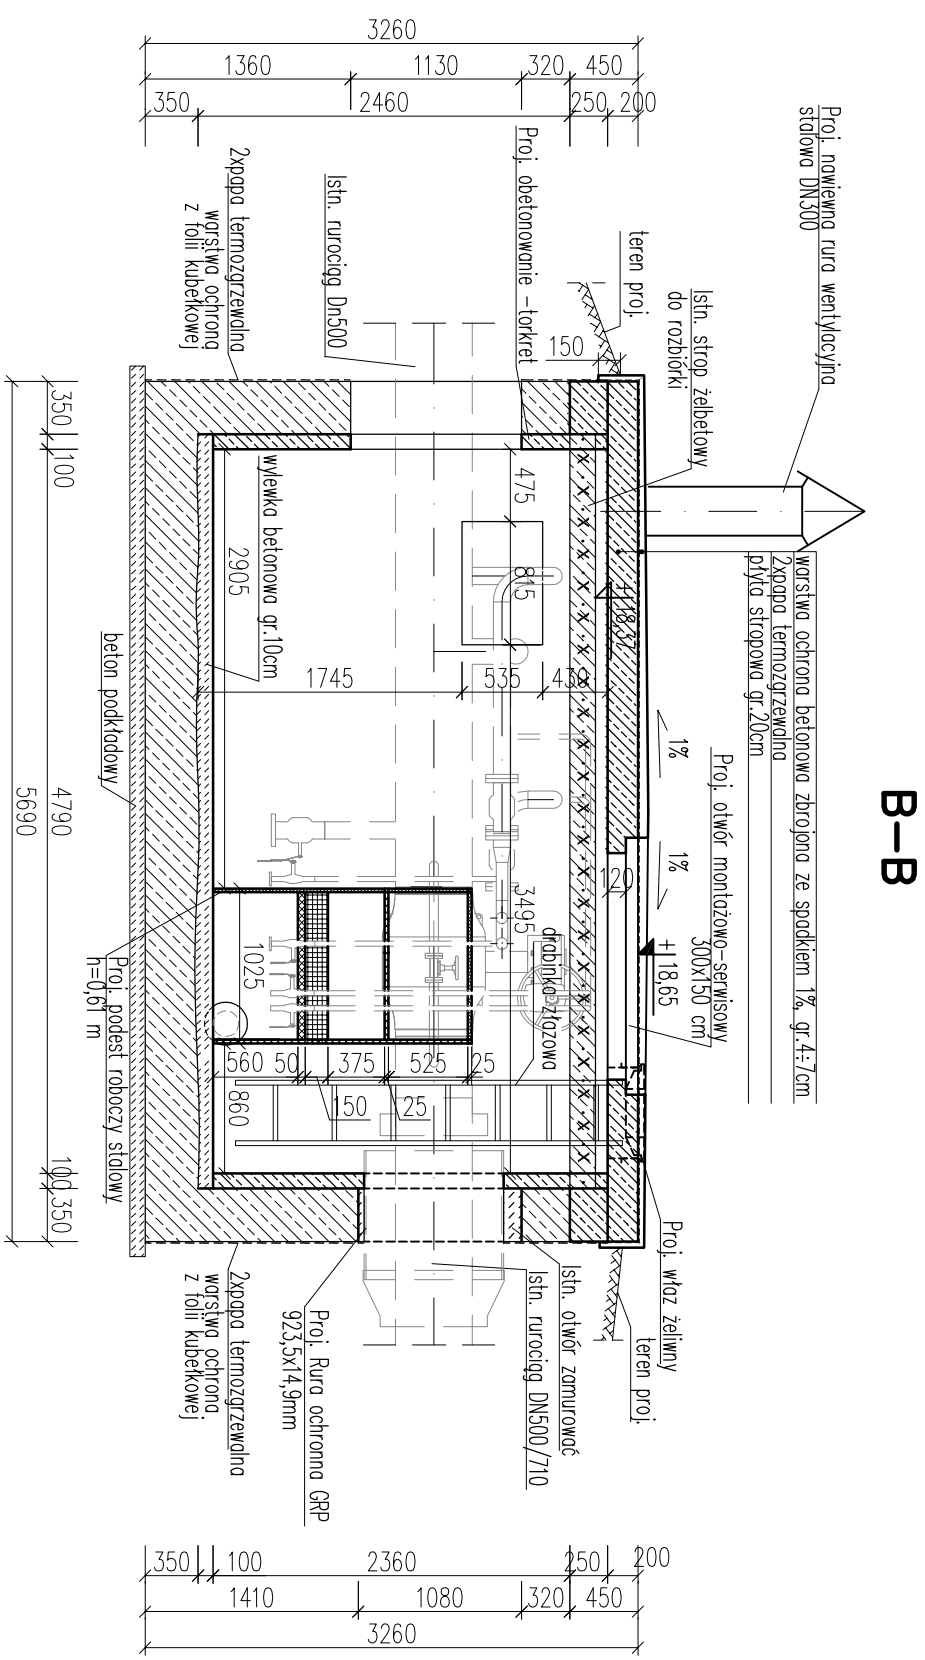 B-B
Proj. nawiewna rura wentylacyjna
stalowa DN300
warstwa ochronna betonowa zbrojona ze spadkiem 1%, gr.4÷7cm
2xpapa termozgrzewalna
płyta stropowa gr.20cm
Istn. strop żelbetowy
do rozbiórki
teren proj.
150
Proj. obetonowanie -torkret
Istn. rurociąg Dn500
2xpapa termozgrzewalna
warstwa ochronna
z folii kubełkowej
1%
1%
Proj. otwór montażowo-serwisowy
300x150 cm
+ 18,65
+ 18,37
120
Proj. właz żeliwny
teren proj.
Istn. otwór zamurować
Istn. rurociąg DN500/710
Proj. Rura ochronna GRP
923,5x14,9mm
2xpapa termozgrzewalna
warstwa ochronna
z folii kubełkowej
drabinka złazowa
475
815
3495
430
535
1745
wylewka betonowa gr.10cm
2905
1025
860
25
525
25
375
150
50
560
beton podkładowy
Proj. podest roboczy stalowy
h=0,61 m
3260
1360
1130
320
450
350
2460
250
200
350
100
2360
250
200
1410
1080
320
450
3260
350
100
4790
100
350
5690